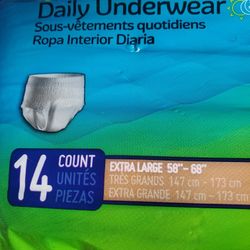 Daily Underwear
Sous-vêtements quotidiens
Ropa Interior Diaria
14 COUNT
UNITÉS
PIEZAS
EXTRA LARGE 58"- 68"
TRÈS GRANDS 147 cm - 173 cm
EXTRA GRANDE 147 cm - 173 cm